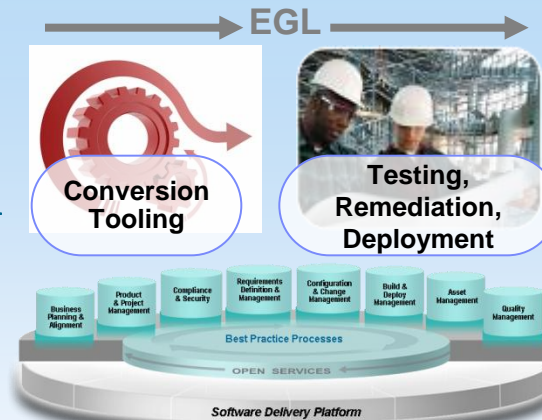 EGL
Conversion
Tooling
Testing,
Remediation,
Deployment
Business
Planning &
Alignment
Product
& Project
Management
Compliance
& Security
Requirements
Definition &
Management
Configuration
& Change
Management
Build &
Deploy
Management
Asset
Management
Quality
Management
Best Practice Processes
OPEN SERVICES
Software Delivery Platform